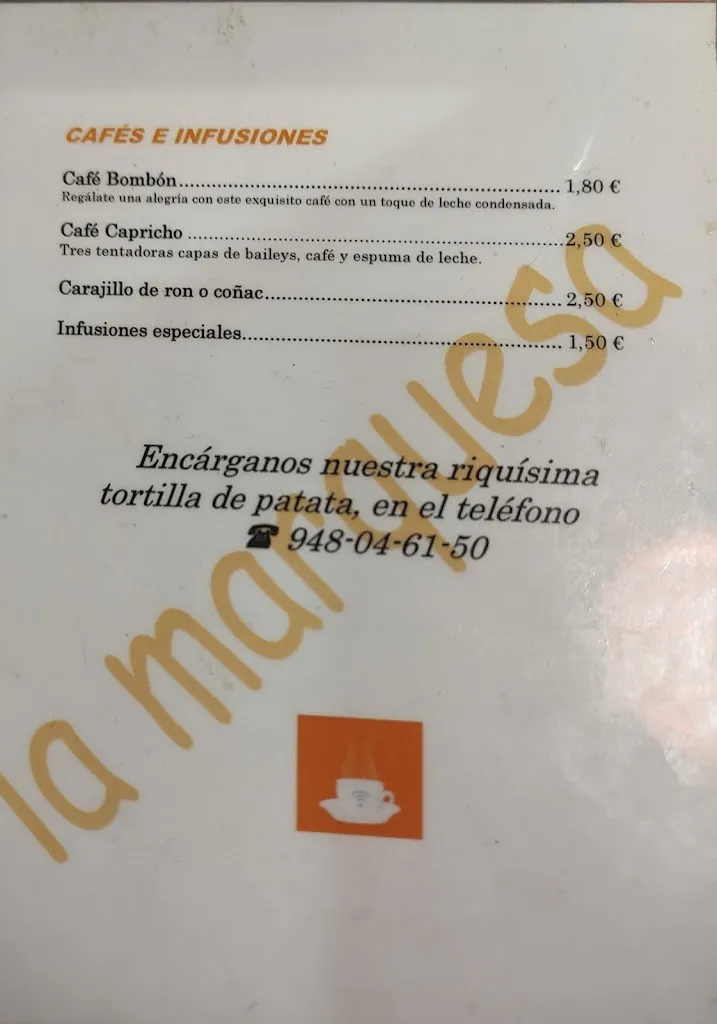 CAFÉS E INFUSIONES
Café Bombón................................................................ 1,80 €
Regálate una alegría con este exquisito café con un toque de leche condensada.
Café Capricho ...............................................................2,50 €
Tres tentadoras capas de baileys, café y espuma de leche.
Carajillo de ron o coñac.................................................. 2,50 €
Infusiones especiales...................................................... 1,50 €
Encárganos nuestra riquísima
tortilla de patata, en el teléfono
☎ 948-04-61-50
la marquesa